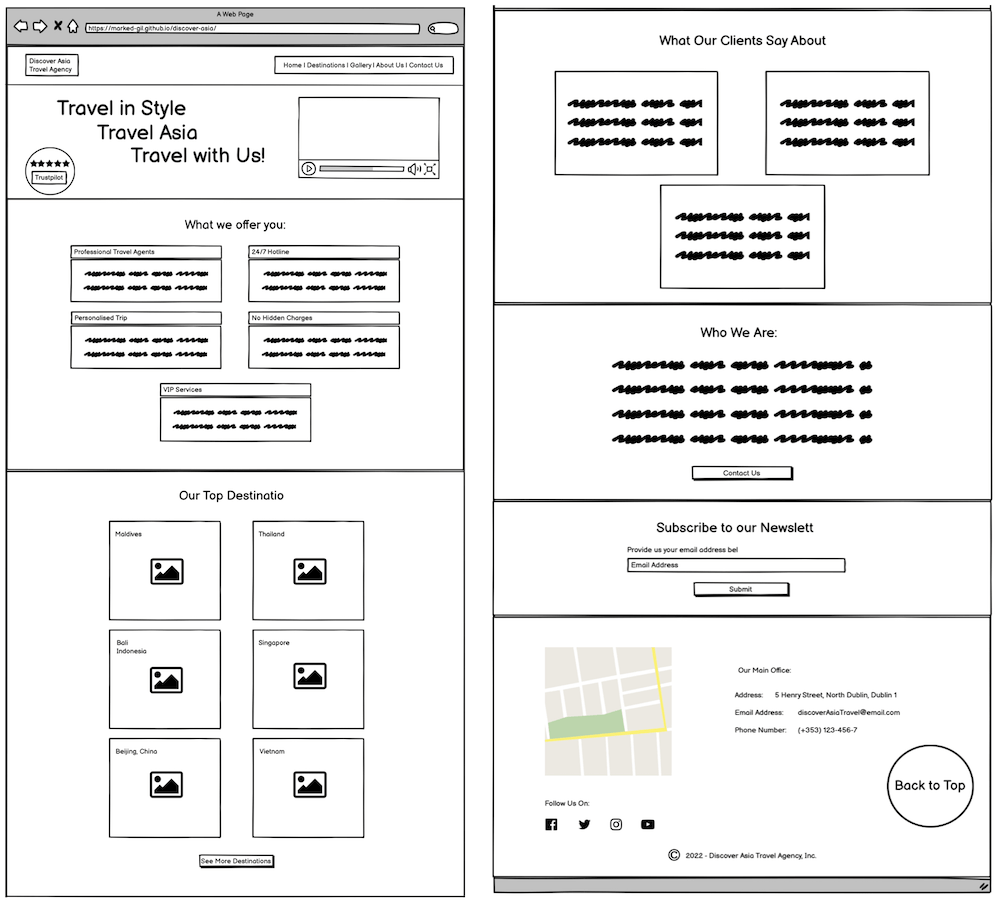 A Web Page
https://marked-gil.github.io/discover-asia/
Discover Asia
Travel Agency
Home | Destinations | Gallery | About Us | Contact Us
Travel in Style
Travel Asia
Travel with Us!
Trustpilot
What we offer you:
Professional Travel Agents
24/7 Hotline
Personalised Trip
No Hidden Charges
VIP Services
Our Top Destinatio
Maldives
Thailand
Bali
Indonesia
Singapore
Beijing, China
Vietnam
See More Destinations
What Our Clients Say About
Who We Are:
Contact Us
Subscribe to our Newslett
Provide us your email address bel
Email Address
Submit
Our Main Office:
Address: 5 Henry Street, North Dublin, Dublin 1
Email Address: discoverAsiaTravel@email.com
Phone Number: (+353) 123-456-7
Back to Top
Follow Us On:
© 2022 - Discover Asia Travel Agency, Inc.